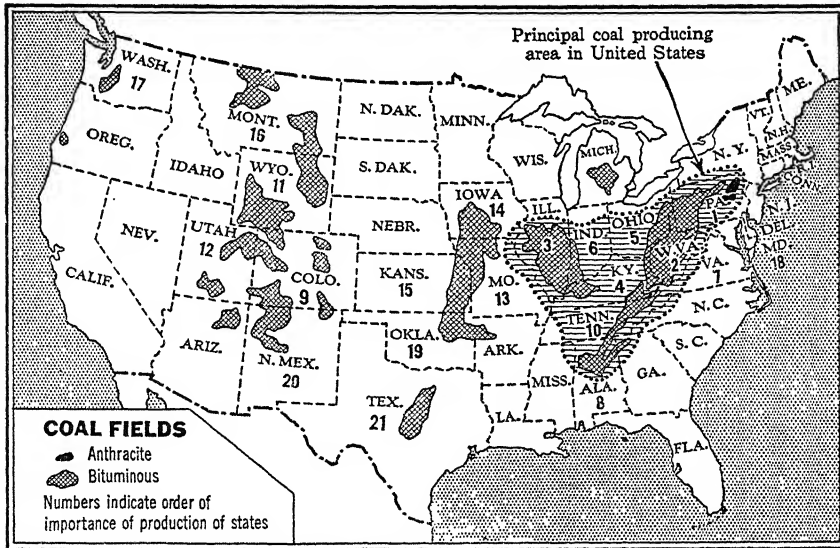 Principal coal producing
area in United States
WASH.
17
MONT.
16
N. DAK.
MINN.
ME.
VT.
N.H.
MASS.
CON.
N. Y.
OREG.
IDAHO
WYO.
11
S. DAK.
WIS.
MICH.
IOWA
14
NEBR.
NEV.
UTAH
12
CALIF.
COLO.
9
KANS.
15
MO.
13
ILL.
3
IND.
6
OHIO
5
PA.
1
N. J.
DEL.
MD.
18
W.VA.
2
VA.
7
KY.
4
N. C.
TENN.
10
S. C.
ARIZ.
N. MEX.
20
OKLA.
19
ARK.
TEX.
21
LA.
MISS.
ALA.
8
GA.
FLA.
COAL FIELDS
Anthracite
Bituminous
Numbers indicate order of
importance of production of states